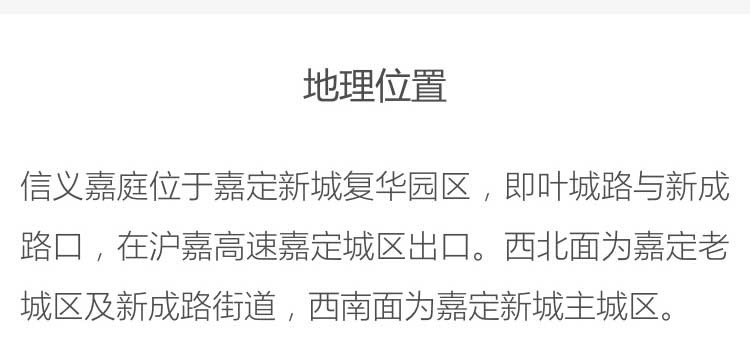 地理位置
信义嘉庭位于嘉定新城复华园区，即叶城路与新成
路口，在沪嘉高速嘉定城区出口。西北面为嘉定老
城区及新成路街道，西南面为嘉定新城主城区。